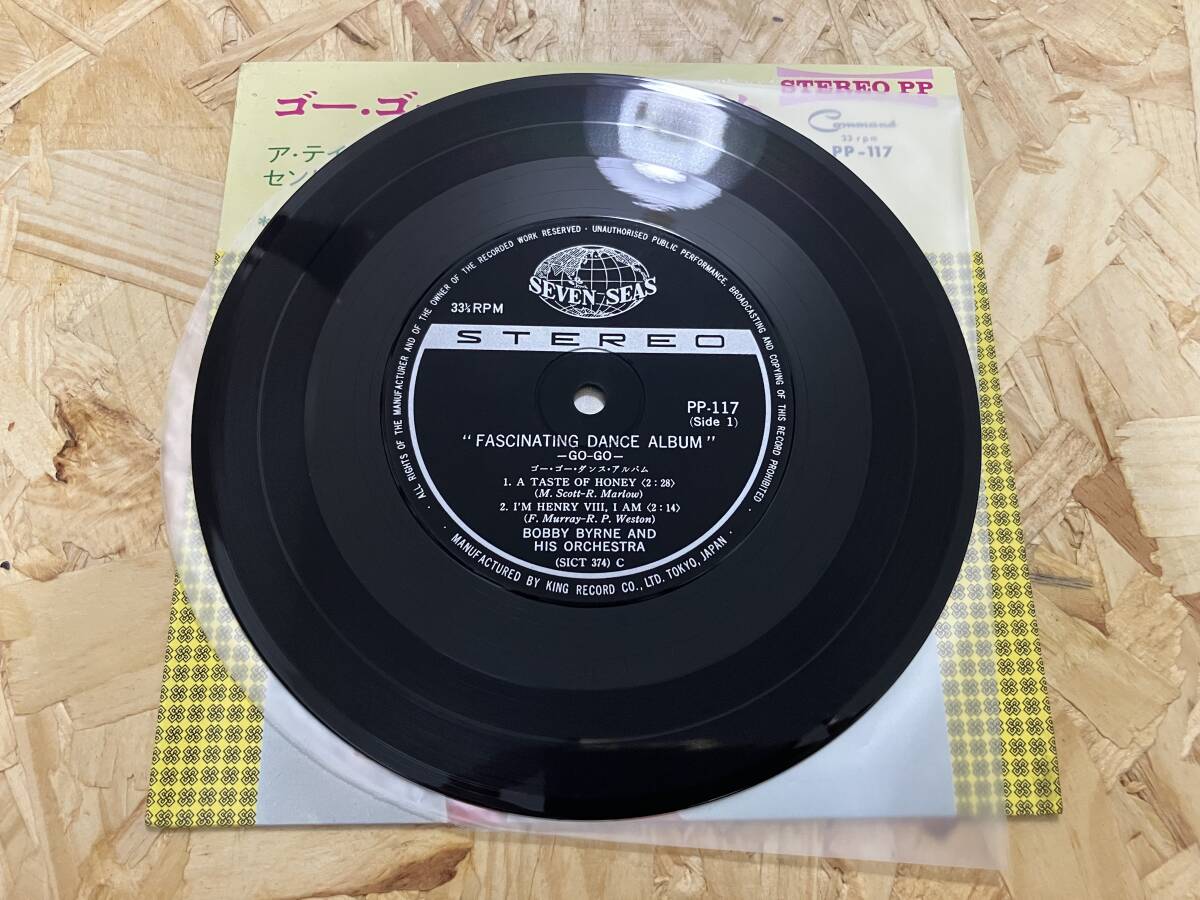 ゴー・ゴー
STEREO PP
Command
33 rpm
PP-117
ア・テイ
セン
*
ALL RIGHTS OF THE MANUFACTURER AND OF THE OWNER OF THE RECORDED WORK RESERVED · UNAUTHORISED PUBLIC PERFORMANCE, BROADCASTING AND COPYING OF THIS RECORD PROHIBITED
SEVEN SEAS
33⅓ RPM
STEREO
PP-117
(Side 1)
"FASCINATING DANCE ALBUM"
—GO-GO—
ゴー・ゴー・ダンス・アルバム
1. A TASTE OF HONEY〈2:28〉
(M. Scott-R. Marlow)
2. I'M HENRY VIII, I AM〈2:14〉
(F. Murray-R. P. Weston)
BOBBY BYRNE AND
HIS ORCHESTRA
(SICT 374) C
MANUFACTURED BY KING RECORD CO., LTD. TOKYO, JAPAN